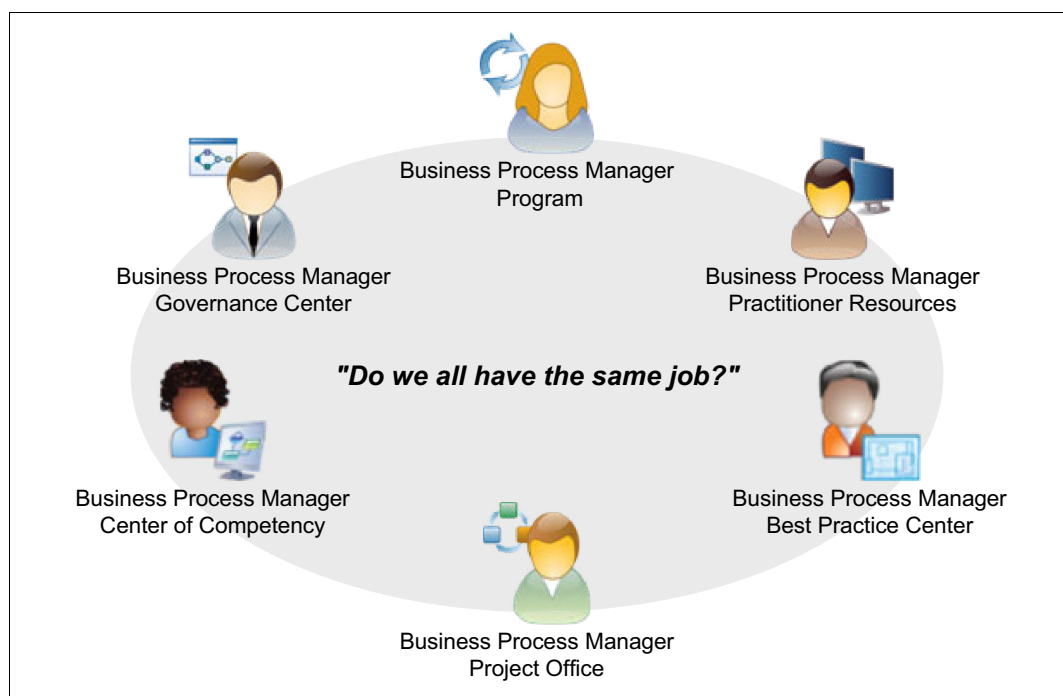 Business Process Manager
Program
Business Process Manager
Governance Center
Business Process Manager
Practitioner Resources
"Do we all have the same job?"
Business Process Manager
Center of Competency
Business Process Manager
Best Practice Center
Business Process Manager
Project Office